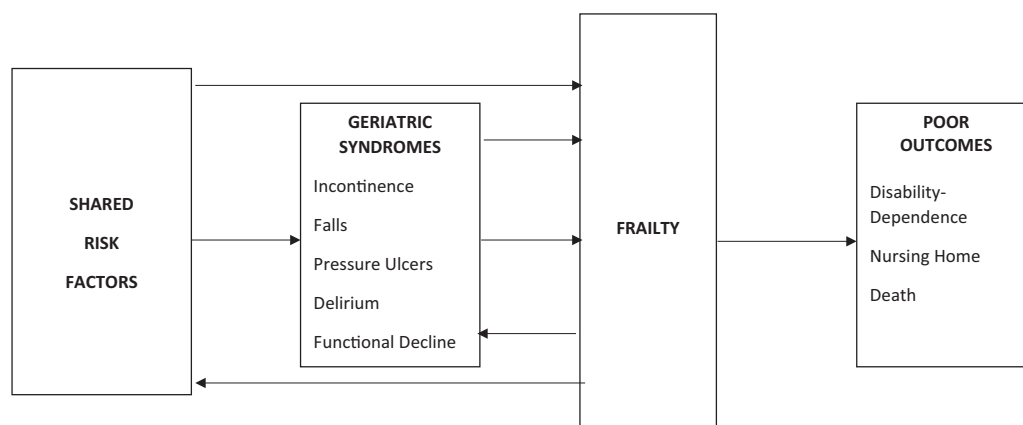 SHARED
RISK
FACTORS
GERIATRIC
SYNDROMES
Incontinence
Falls
Pressure Ulcers
Delirium
Functional Decline
FRAILTY
POOR
OUTCOMES
Disability-
Dependence
Nursing Home
Death